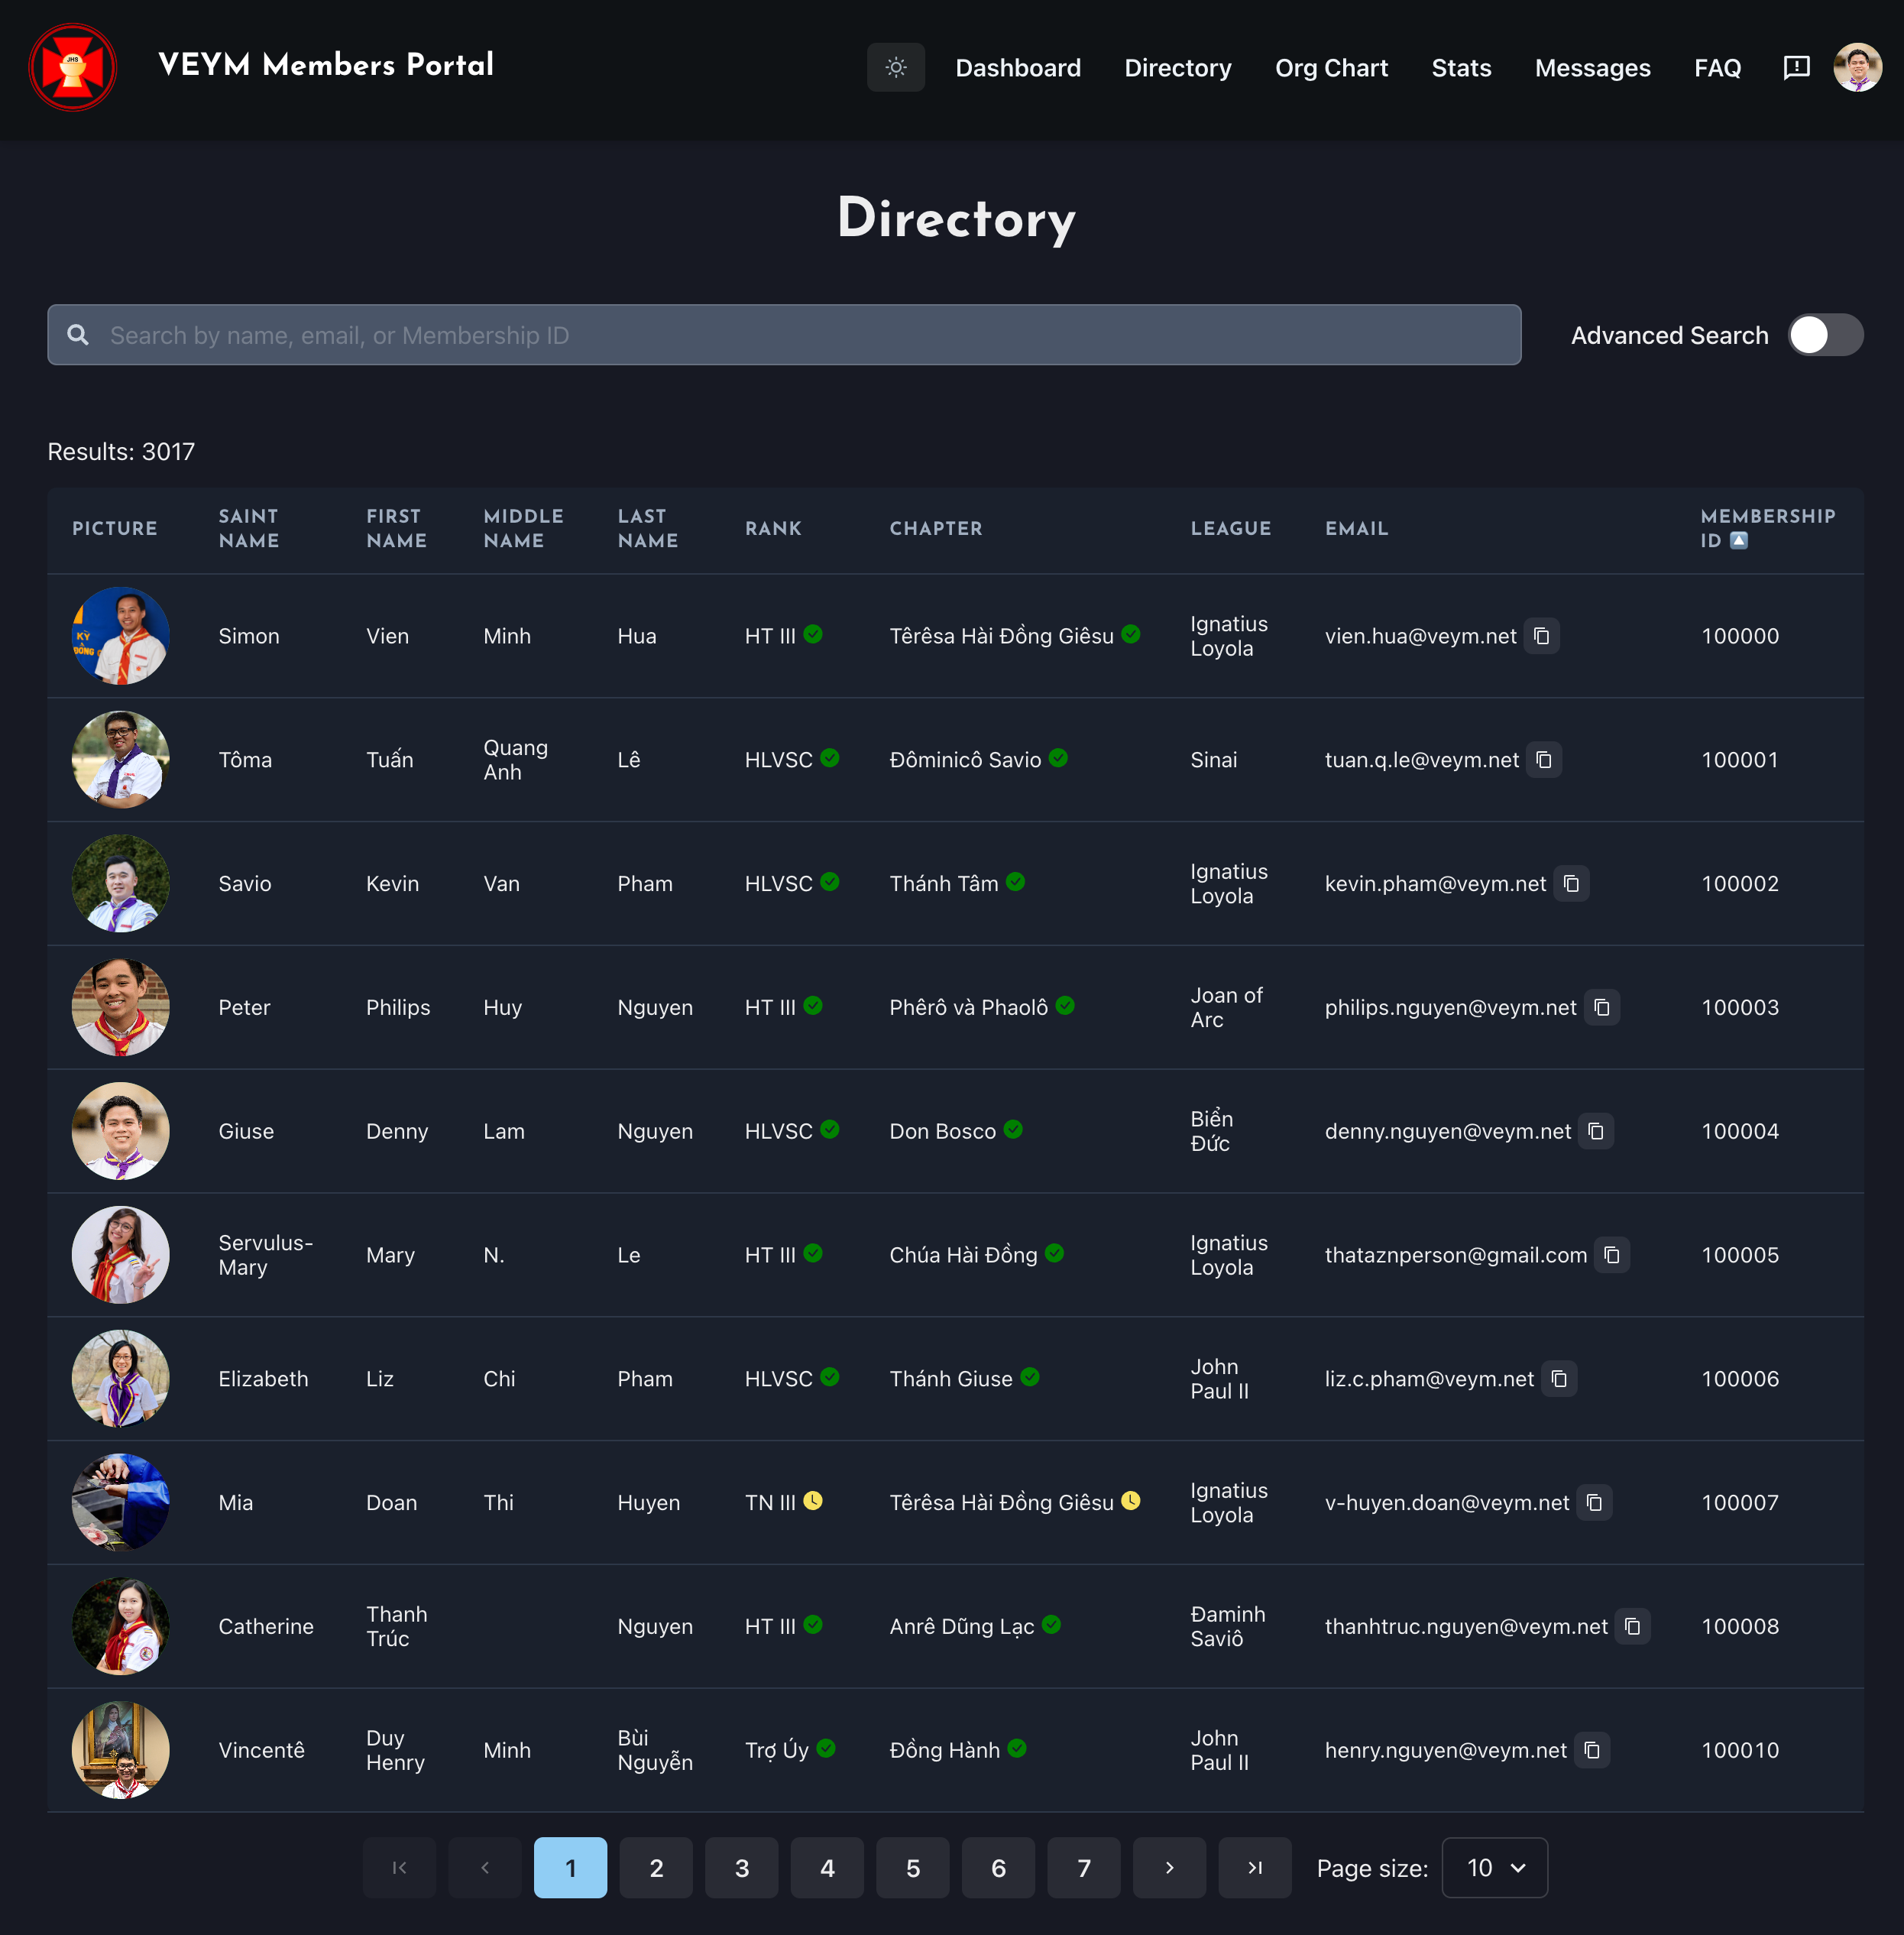 JHS
VEYM Members Portal
Dashboard
Directory
Org Chart
Stats
Messages
FAQ
Directory
Search by name, email, or Membership ID
Advanced Search
Results: 3017
PICTURE
SAINT
NAME
FIRST
NAME
MIDDLE
NAME
LAST
NAME
RANK
CHAPTER
LEAGUE
EMAIL
MEMBERSHIP
ID
KỲ
Simon
Vien
Minh
Hua
HT III
Têrêsa Hài Đồng Giêsu
Ignatius
Loyola
vien.hua@veym.net
100000
Tôma
Tuấn
Quang
Anh
Lê
HLVSC
Đôminicô Savio
Sinai
tuan.q.le@veym.net
100001
Savio
Kevin
Van
Pham
HLVSC
Thánh Tâm
Ignatius
Loyola
kevin.pham@veym.net
100002
Peter
Philips
Huy
Nguyen
HT III
Phêrô và Phaolô
Joan of
Arc
philips.nguyen@veym.net
100003
Giuse
Denny
Lam
Nguyen
HLVSC
Don Bosco
Biển
Đức
denny.nguyen@veym.net
100004
Servulus-
Mary
Mary
N.
Le
HT III
Chúa Hài Đồng
Ignatius
Loyola
thataznperson@gmail.com
100005
Elizabeth
Liz
Chi
Pham
HLVSC
Thánh Giuse
John
Paul II
liz.c.pham@veym.net
100006
Mia
Doan
Thi
Huyen
TN III
Têrêsa Hài Đồng Giêsu
Ignatius
Loyola
v-huyen.doan@veym.net
100007
Catherine
Thanh
Trúc
Nguyen
HT III
Anrê Dũng Lạc
Đaminh
Saviô
thanhtruc.nguyen@veym.net
100008
Vincentê
Duy
Henry
Minh
Bùi
Nguyễn
Trợ Úy
Đồng Hành
John
Paul II
henry.nguyen@veym.net
100010
1
2
3
4
5
6
7
Page size:
10